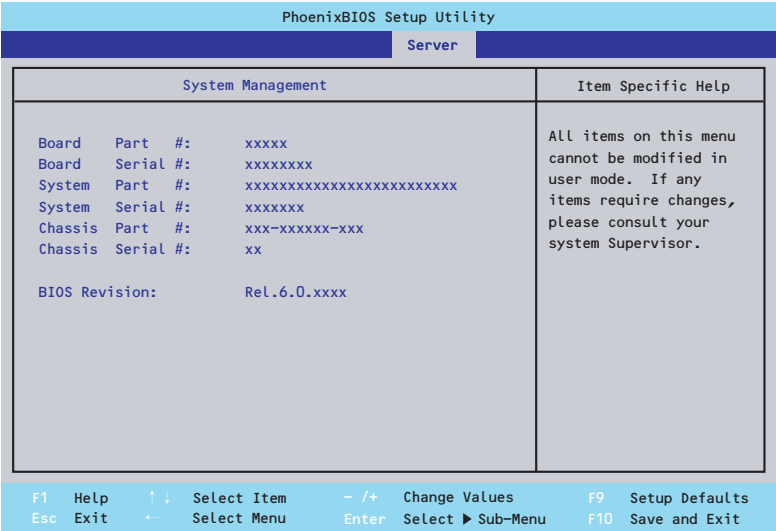 PhoenixBIOS Setup Utility
Server
System Management
Board Part #: xxxxx
Board Serial #: xxxxxxxx
System Part #: xxxxxxxxxxxxxxxxxxxxxxxxx
System Serial #: xxxxxxx
Chassis Part #: xxx-xxxxxx-xxx
Chassis Serial #: xx
BIOS Revision: Rel.6.0.xxxx
Item Specific Help
All items on this menu
cannot be modified in
user mode. If any
items require changes,
please consult your
system Supervisor.
F1 Help ↑↓ Select Item - /+ Change Values F9 Setup Defaults
Esc Exit ← Select Menu Enter Select ▶ Sub-Menu F10 Save and Exit